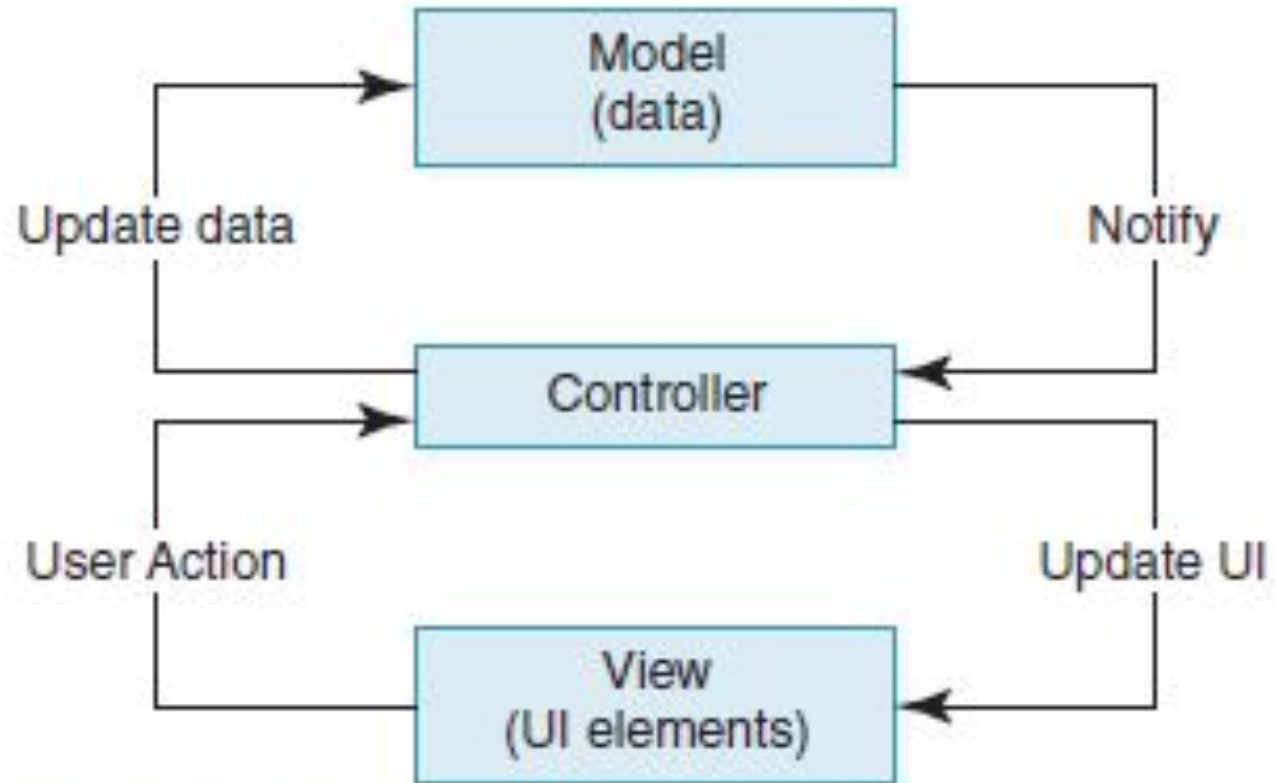 Model
(data)
Update data
Notify
Controller
User Action
Update UI
View
(UI elements)